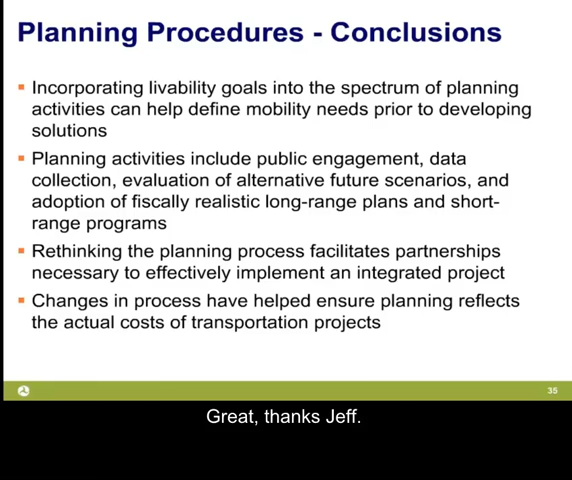 Planning Procedures - Conclusions
Incorporating livability goals into the spectrum of planning
activities can help define mobility needs prior to developing
solutions
Planning activities include public engagement, data
collection, evaluation of alternative future scenarios, and
adoption of fiscally realistic long-range plans and short-
range programs
Rethinking the planning process facilitates partnerships
necessary to effectively implement an integrated project
Changes in process have helped ensure planning reflects
the actual costs of transportation projects
35
Great, thanks Jeff.